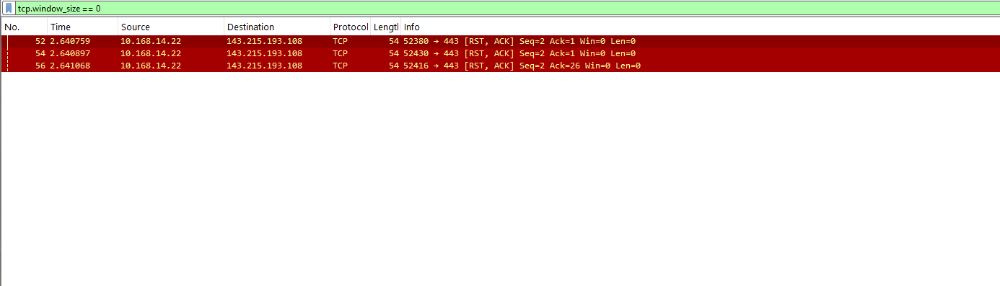 tcp.window_size == 0
No. Time Source Destination Protocol Lengtl Info
52 2.640759 10.168.14.22 143.215.193.108 TCP 54 52380 → 443 [RST, ACK] Seq=2 Ack=1 Win=0 Len=0
54 2.640897 10.168.14.22 143.215.193.108 TCP 54 52430 → 443 [RST, ACK] Seq=2 Ack=1 Win=0 Len=0
56 2.641068 10.168.14.22 143.215.193.108 TCP 54 52416 → 443 [RST, ACK] Seq=2 Ack=26 Win=0 Len=0